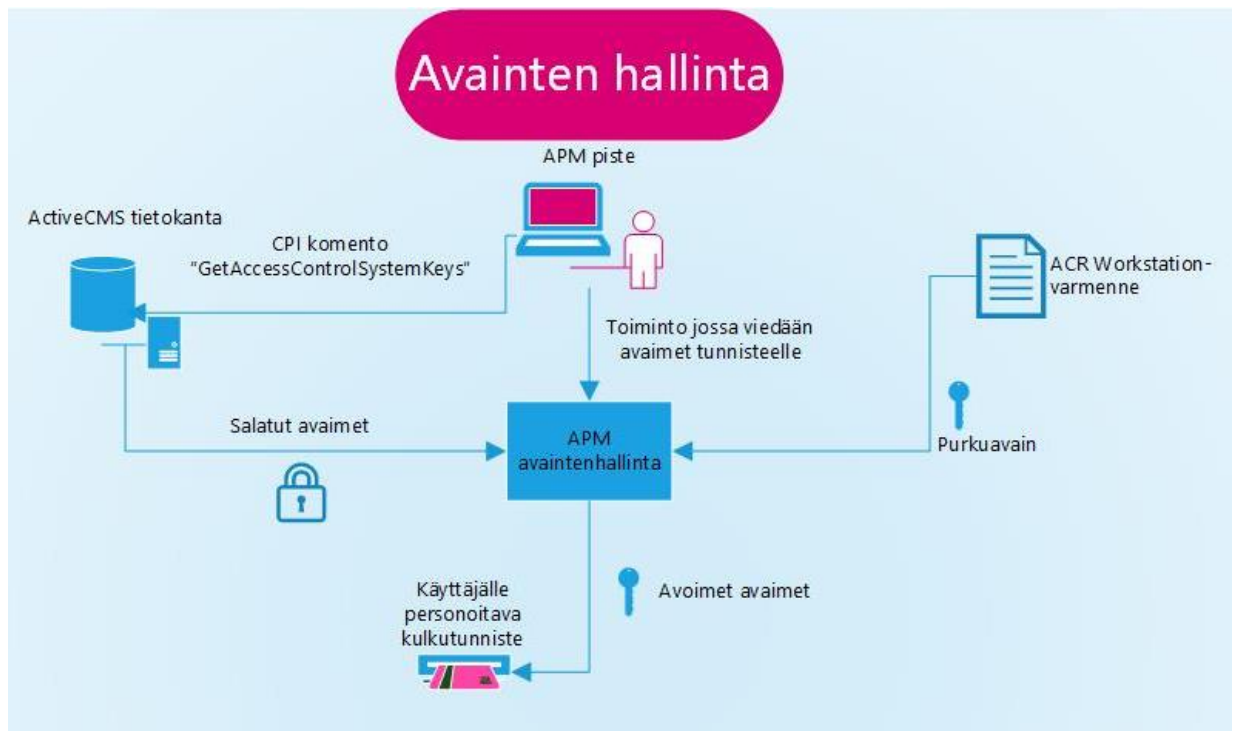 Avainten hallinta
APM piste
ActiveCMS tietokanta
CPI komento
"GetAccessControlSystemKeys"
ACR Workstation-
varmenne
Toiminto jossa viedään
avaimet tunnisteelle
Salatut avaimet
APM
avaintenhallinta
Purkuavain
Käyttäjälle
personoitava
kulkutunniste
Avoimet avaimet